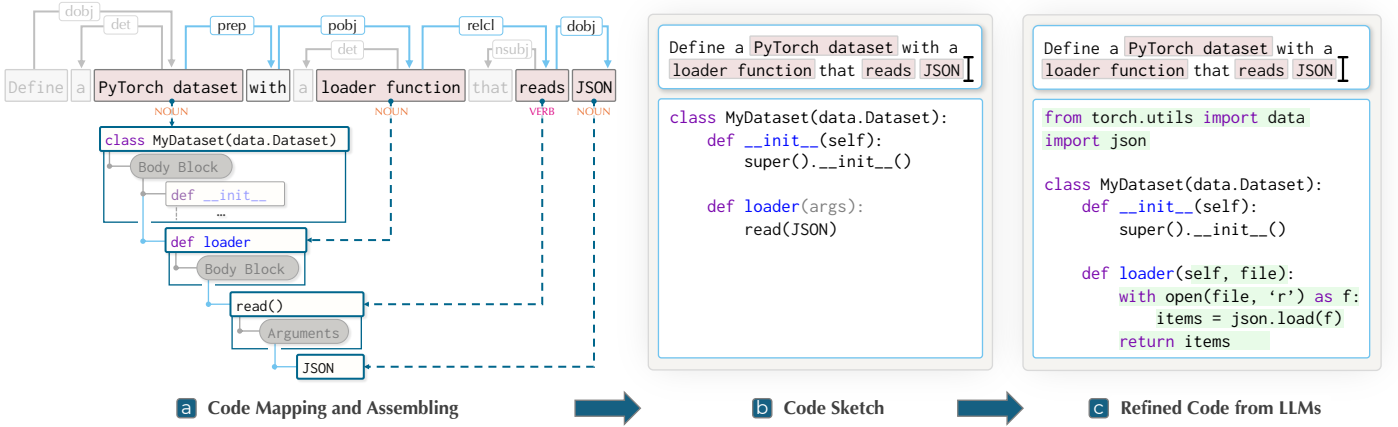 dobj
det
prep
pobj
det
relcl
nsubj
dobj
Define a PyTorch dataset with a loader function that reads JSON
NOUN
NOUN
VERB
NOUN
class MyDataset(data.Dataset)
Body Block
def __init__
…
def loader
Body Block
read()
Arguments
JSON
a Code Mapping and Assembling
Define a PyTorch dataset with a
loader function that reads JSON
class MyDataset(data.Dataset):
def __init__(self):
super().__init__()
def loader(args):
read(JSON)
b Code Sketch
Define a PyTorch dataset with a
loader function that reads JSON
from torch.utils import data
import json
class MyDataset(data.Dataset):
def __init__(self):
super().__init__()
def loader(self, file):
with open(file, ‘r’) as f:
items = json.load(f)
return items
c Refined Code from LLMs